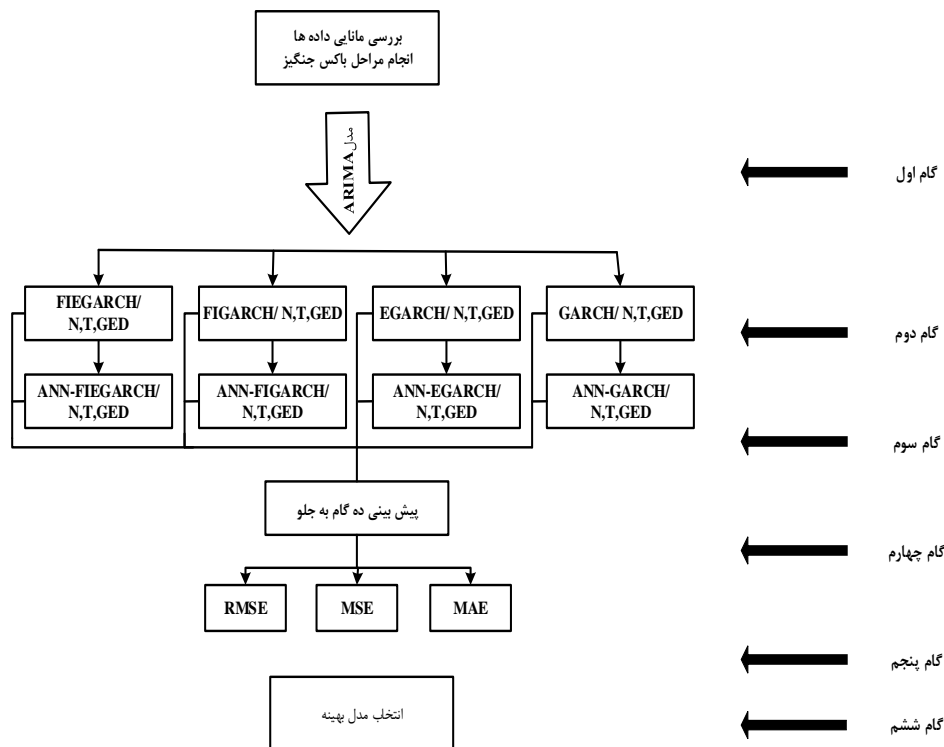 بررسی مانایی داده ها
انجام مراحل باکس جنگیز
مدل ARIMA
گام اول
FIEGARCH/
N,T,GED
FIGARCH/ N,T,GED
EGARCH/ N,T,GED
GARCH/ N,T,GED
گام دوم
ANN-FIEGARCH/
N,T,GED
ANN-FIGARCH/
N,T,GED
ANN-EGARCH/
N,T,GED
ANN-GARCH/
N,T,GED
گام سوم
پیش بینی ده گام به جلو
گام چهارم
RMSE
MSE
MAE
گام پنجم
انتخاب مدل بهینه
گام ششم